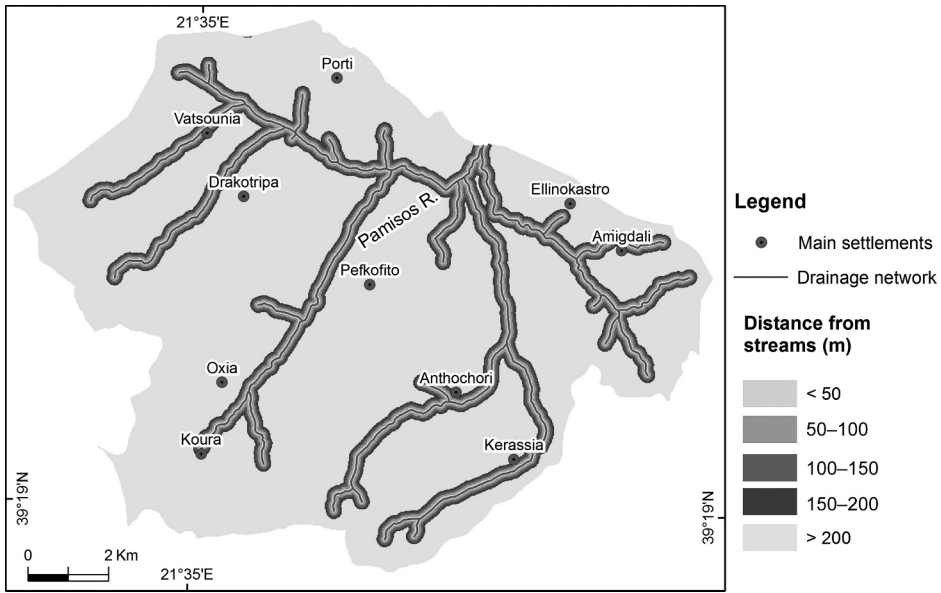 21°35'E
Porti
Vatsounia
Drakotripa
Ellinokastro
Pamisos R.
Amigdali
Pefkofito
Oxia
Anthochori
Koura
Kerassia
39°19'N
39°19'N
0 2 Km
21°35'E
Legend
Main settlements
Drainage network
Distance from
streams (m)
< 50
50–100
100–150
150–200
> 200